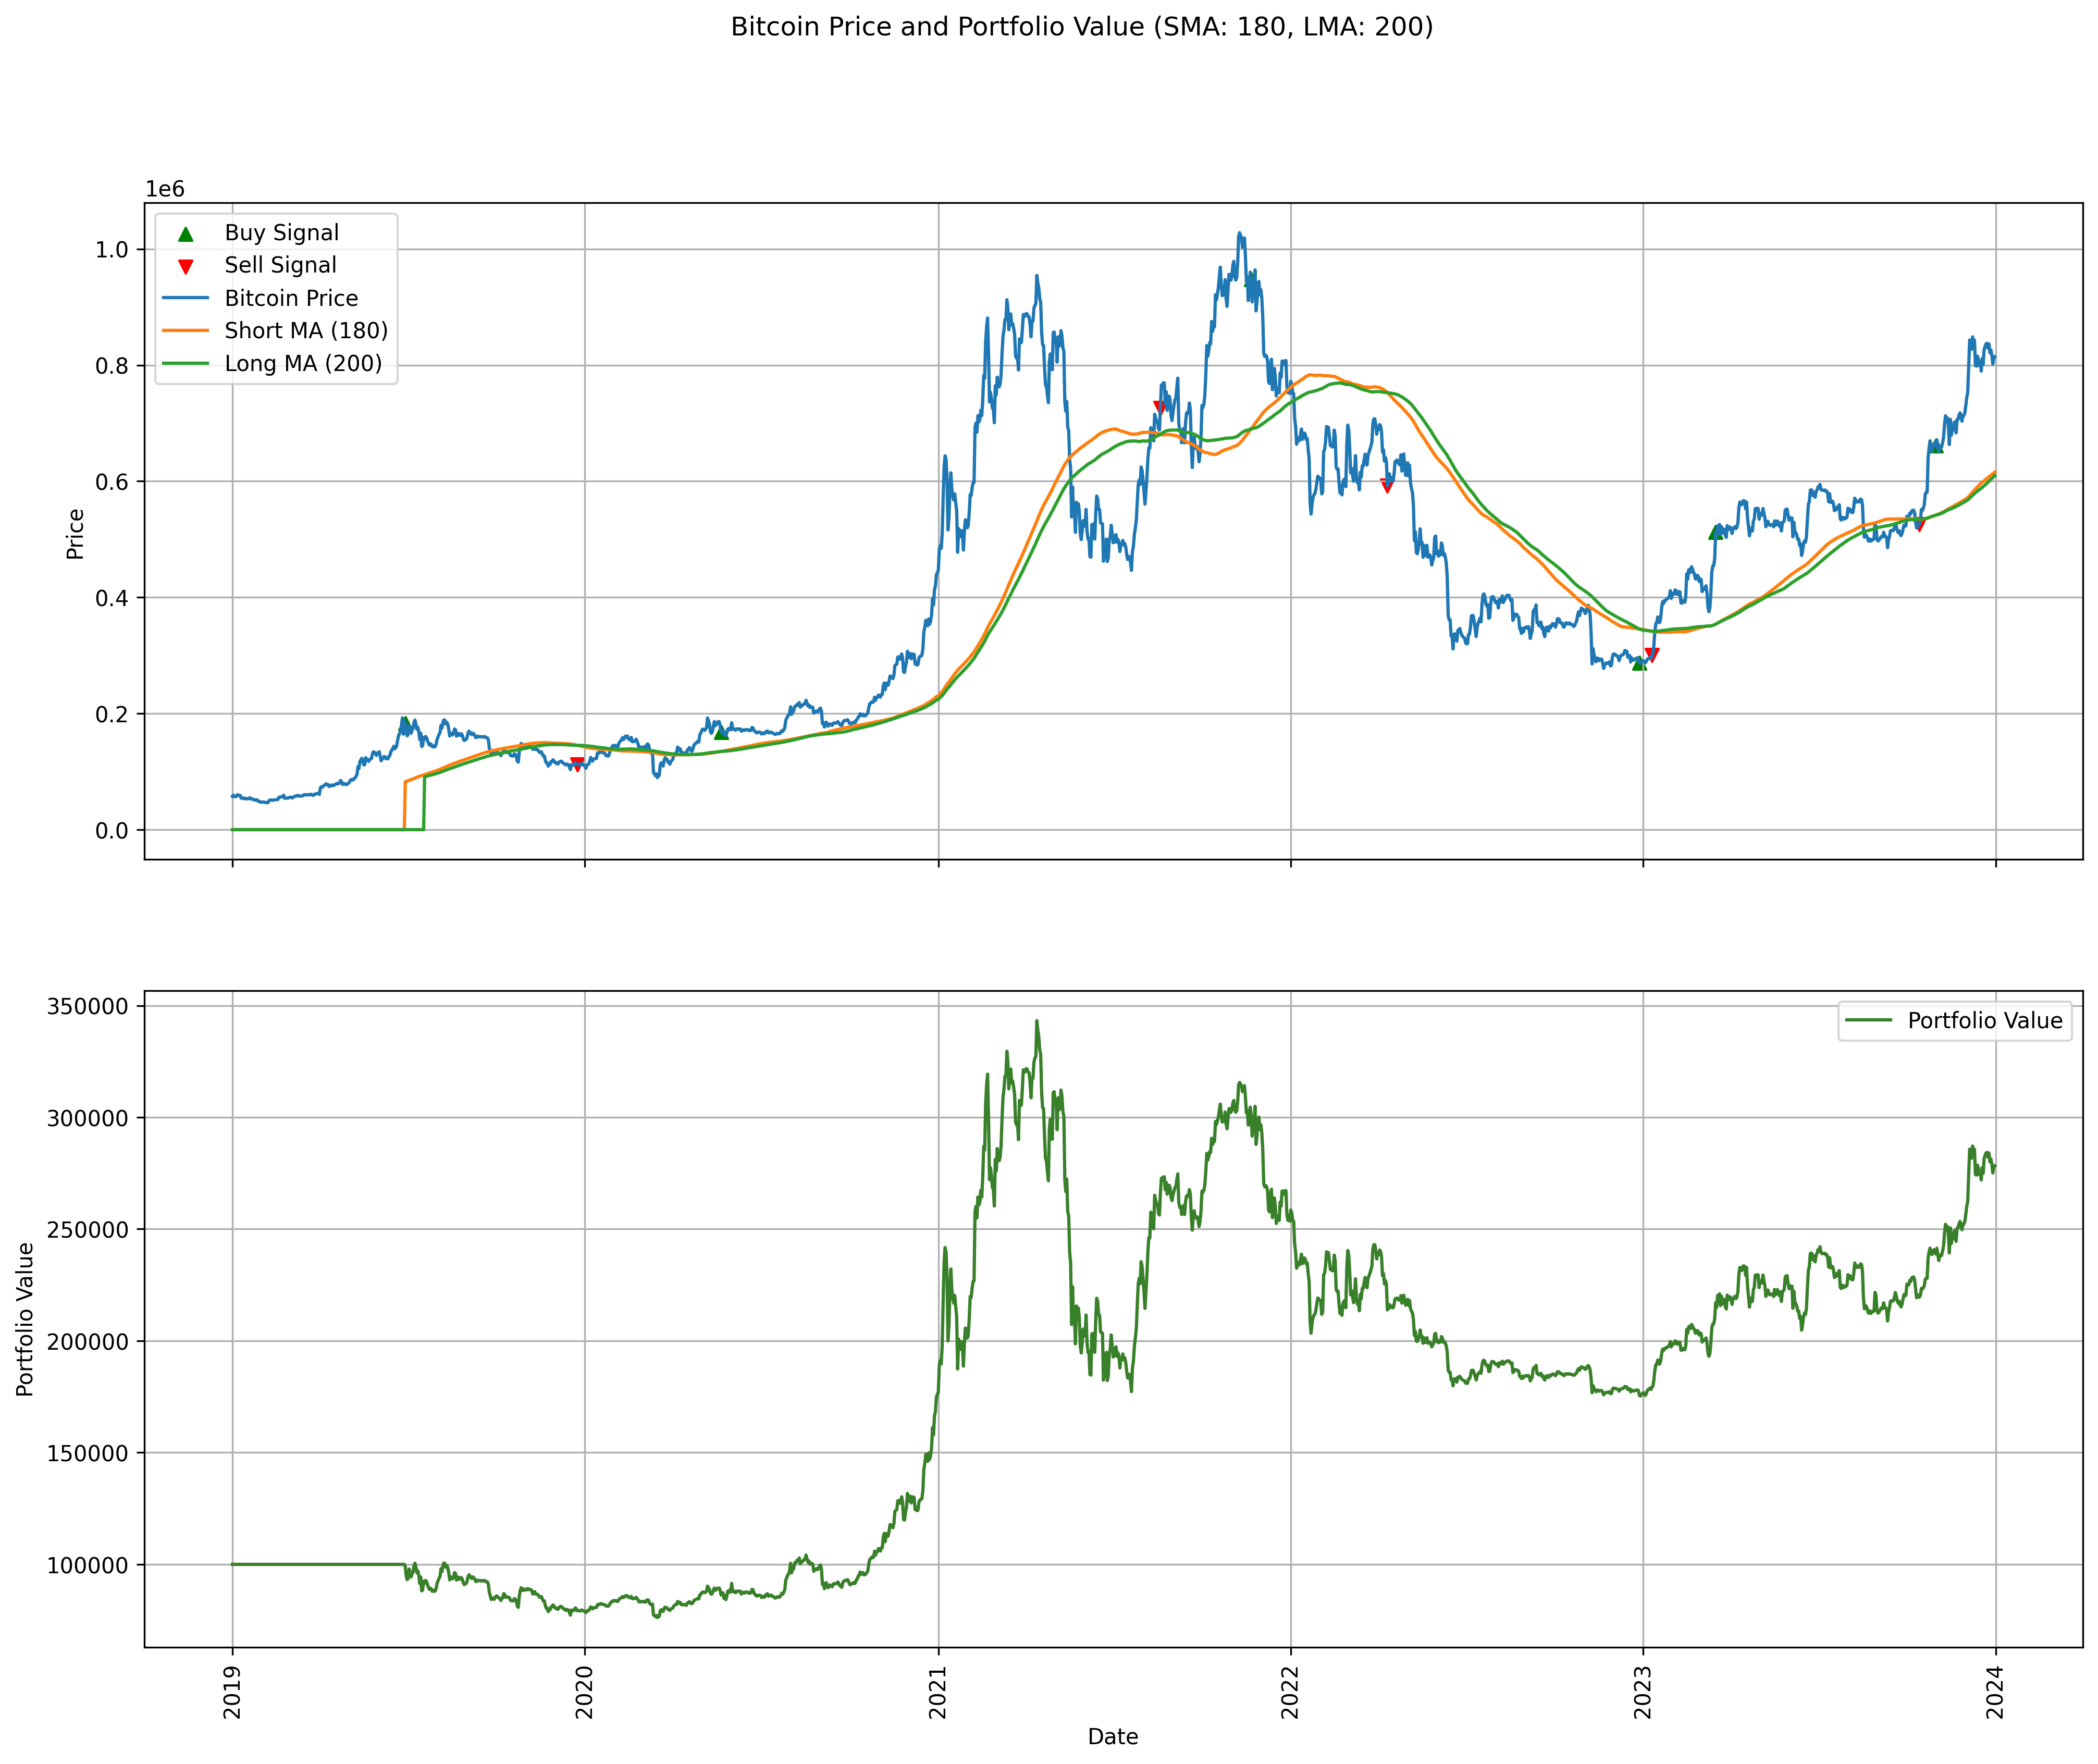 Bitcoin Price and Portfolio Value (SMA: 180, LMA: 200)
1e6
Buy Signal
Sell Signal
Bitcoin Price
Short MA (180)
Long MA (200)
Price
1.0
0.8
0.6
0.4
0.2
0.0
Portfolio Value
Portfolio Value
350000
300000
250000
200000
150000
100000
2019
2020
2021
2022
2023
2024
Date